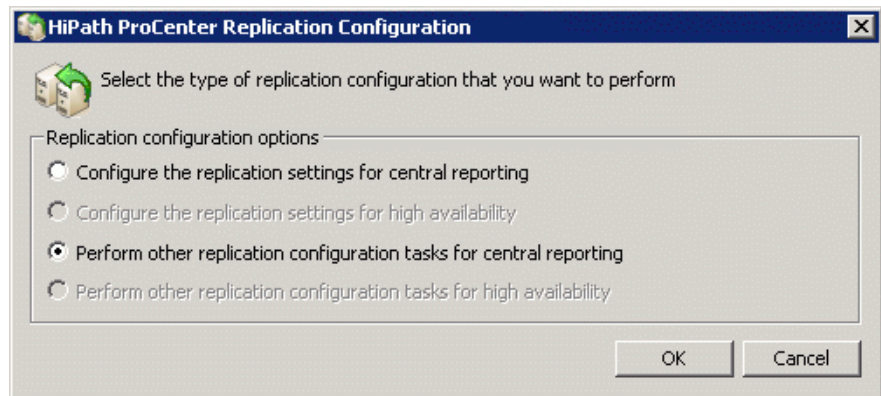 HiPath ProCenter Replication Configuration
Select the type of replication configuration that you want to perform
Replication configuration options
Configure the replication settings for central reporting
Configure the replication settings for high availability
Perform other replication configuration tasks for central reporting
Perform other replication configuration tasks for high availability
OK
Cancel